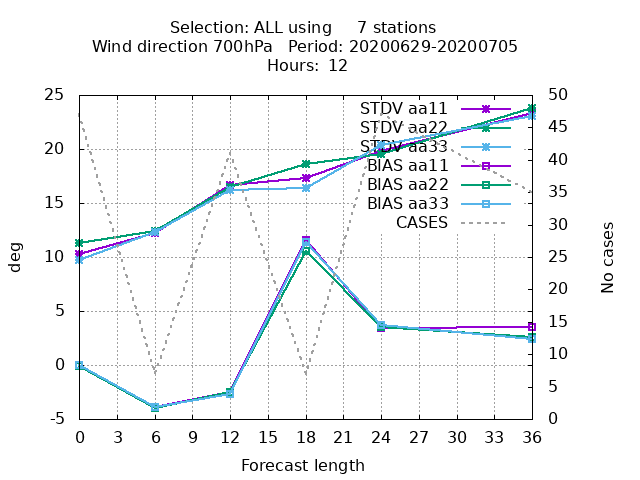 Selection: ALL using     7 stations
Wind direction 700hPa   Period: 20200629-20200705
Hours:  12
STDV aa11
STDV aa22
STDV aa33
BIAS aa11
BIAS aa22
BIAS aa33
CASES
25
20
15
10
5
0
-5
deg
50
45
40
35
30
25
20
15
10
5
0
No cases
0 3 6 9 12 15 18 21 24 27 30 33 36
Forecast length